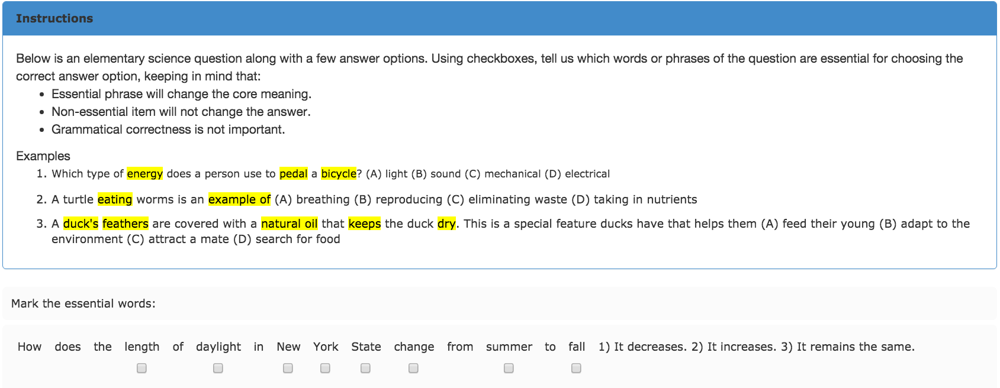 Instructions
Below is an elementary science question along with a few answer options. Using checkboxes, tell us which words or phrases of the question are essential for choosing the
correct answer option, keeping in mind that:
• Essential phrase will change the core meaning.
• Non-essential item will not change the answer.
• Grammatical correctness is not important.
Examples
1. Which type of energy does a person use to pedal a bicycle? (A) light (B) sound (C) mechanical (D) electrical
2. A turtle eating worms is an example of (A) breathing (B) reproducing (C) eliminating waste (D) taking in nutrients
3. A duck's feathers are covered with a natural oil that keeps the duck dry. This is a special feature ducks have that helps them (A) feed their young (B) adapt to the
environment (C) attract a mate (D) search for food
Mark the essential words:
How does the length of daylight in New York State change from summer to fall 1) It decreases. 2) It increases. 3) It remains the same.